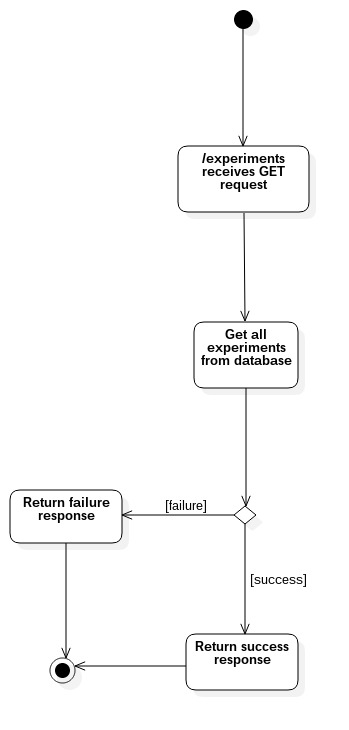 /experiments
receives GET
request
Get all
experiments
from database
Return failure
response
[failure]
[success]
Return success
response